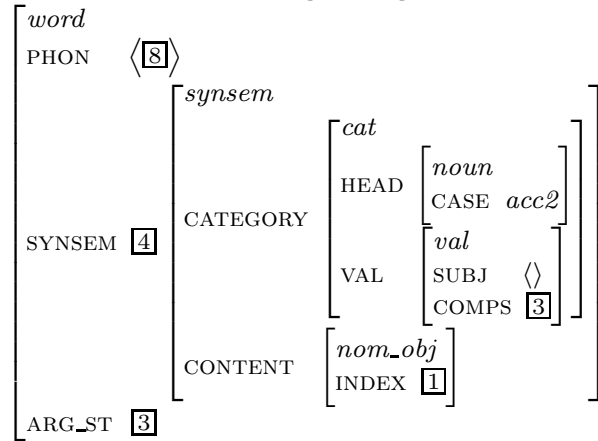 word
PHON ⟨8⟩
synsem
cat
HEAD noun
CASE acc2
CATEGORY
SYNSEM 4
VAL val
SUBJ ⟨⟩
COMPS 3
CONTENT nom_obj
INDEX 1
ARG_ST 3